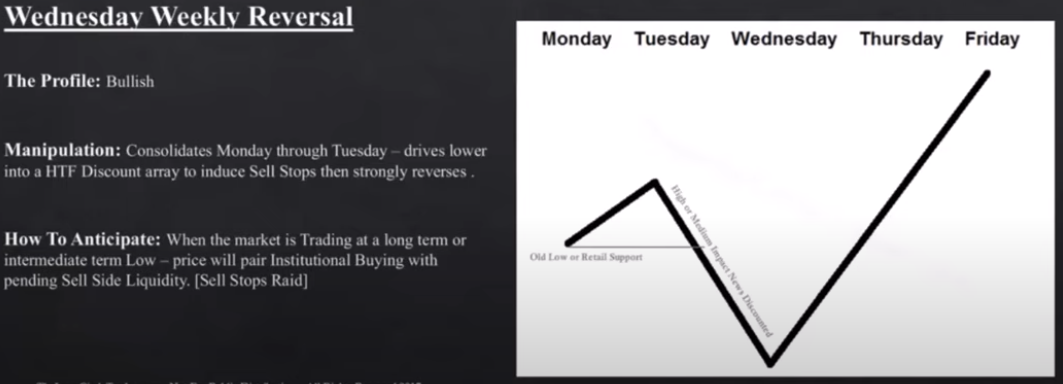 Wednesday Weekly Reversal
The Profile: Bullish
Manipulation: Consolidates Monday through Tuesday – drives lower
into a HTF Discount array to induce Sell Stops then strongly reverses .
How To Anticipate: When the market is Trading at a long term or
intermediate term Low – price will pair Institutional Buying with
pending Sell Side Liquidity. [Sell Stops Raid]
Monday Tuesday Wednesday Thursday Friday
High or Medium Impact News Discounted
Old Low or Retail Support